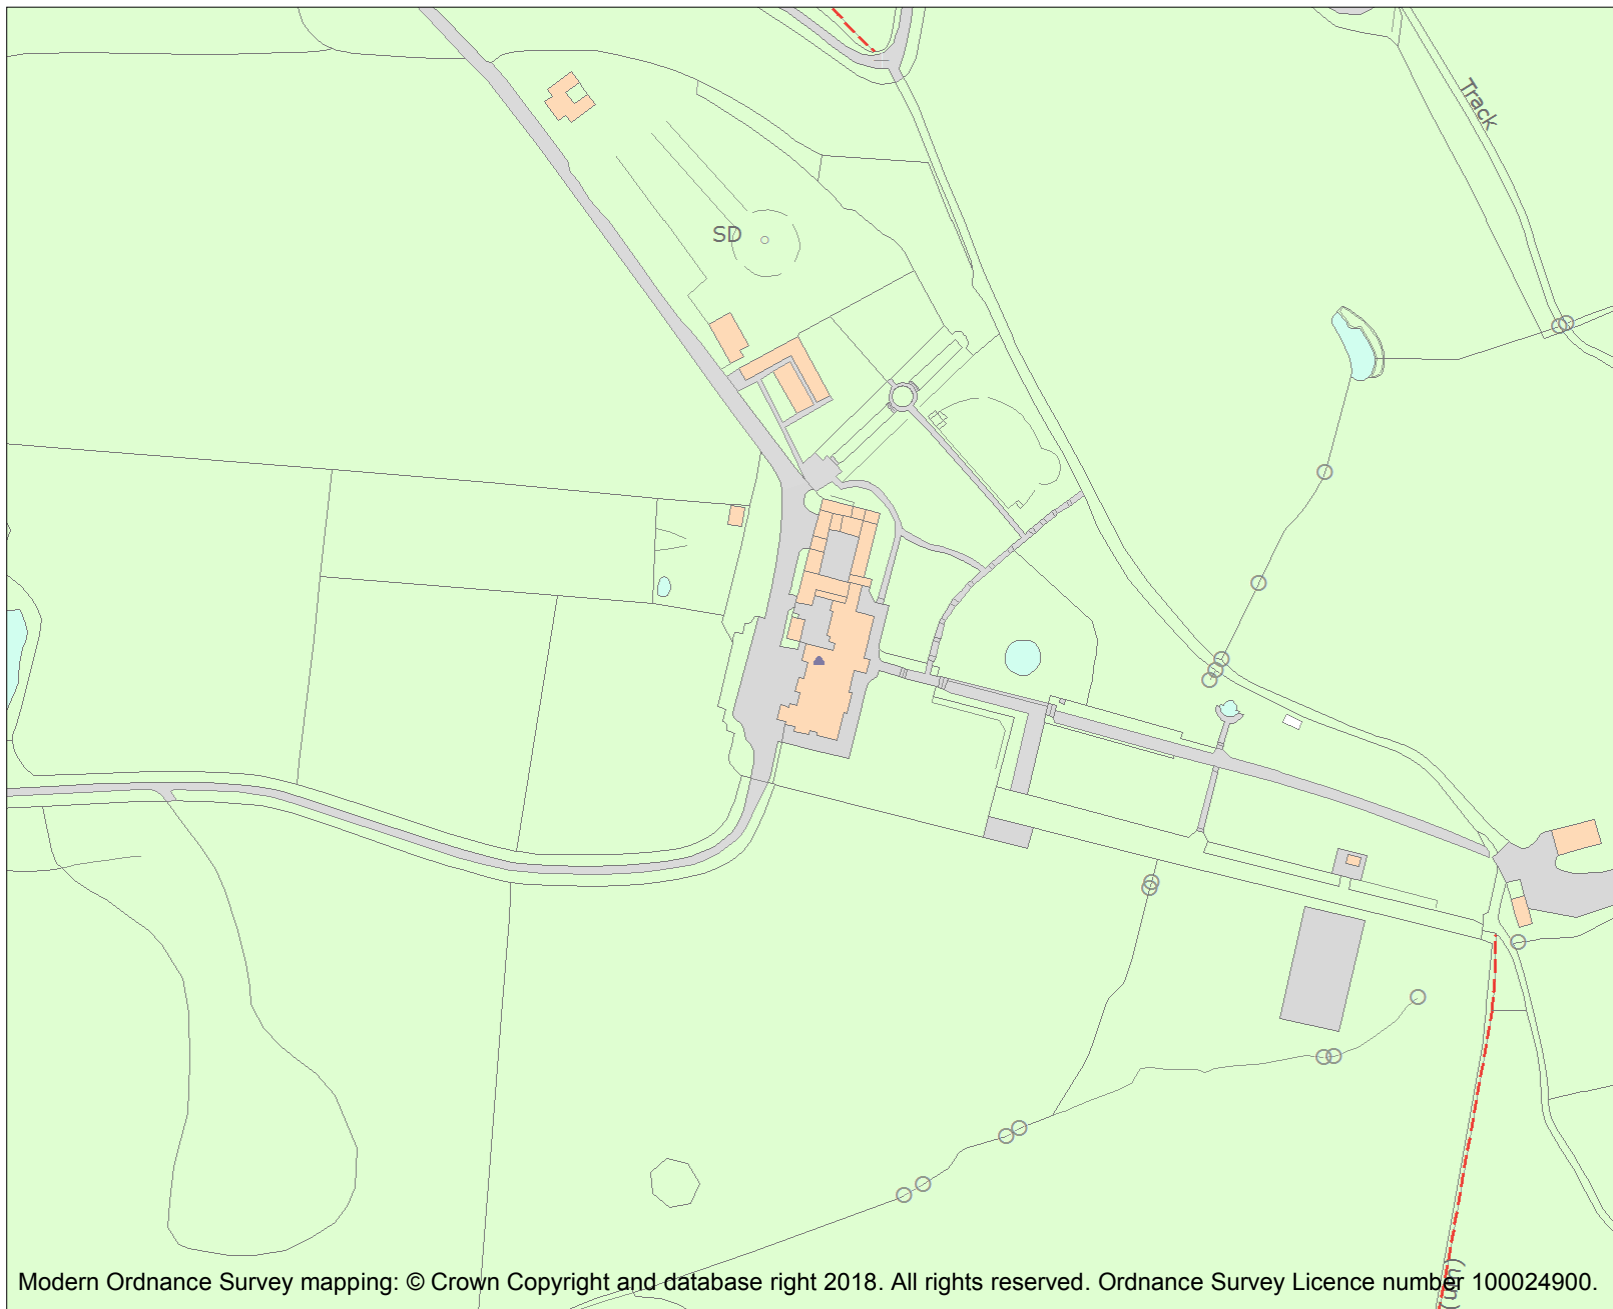 Track
SD
(un)
Modern Ordnance Survey mapping: © Crown Copyright and database right 2018. All rights reserved. Ordnance Survey Licence number 100024900.